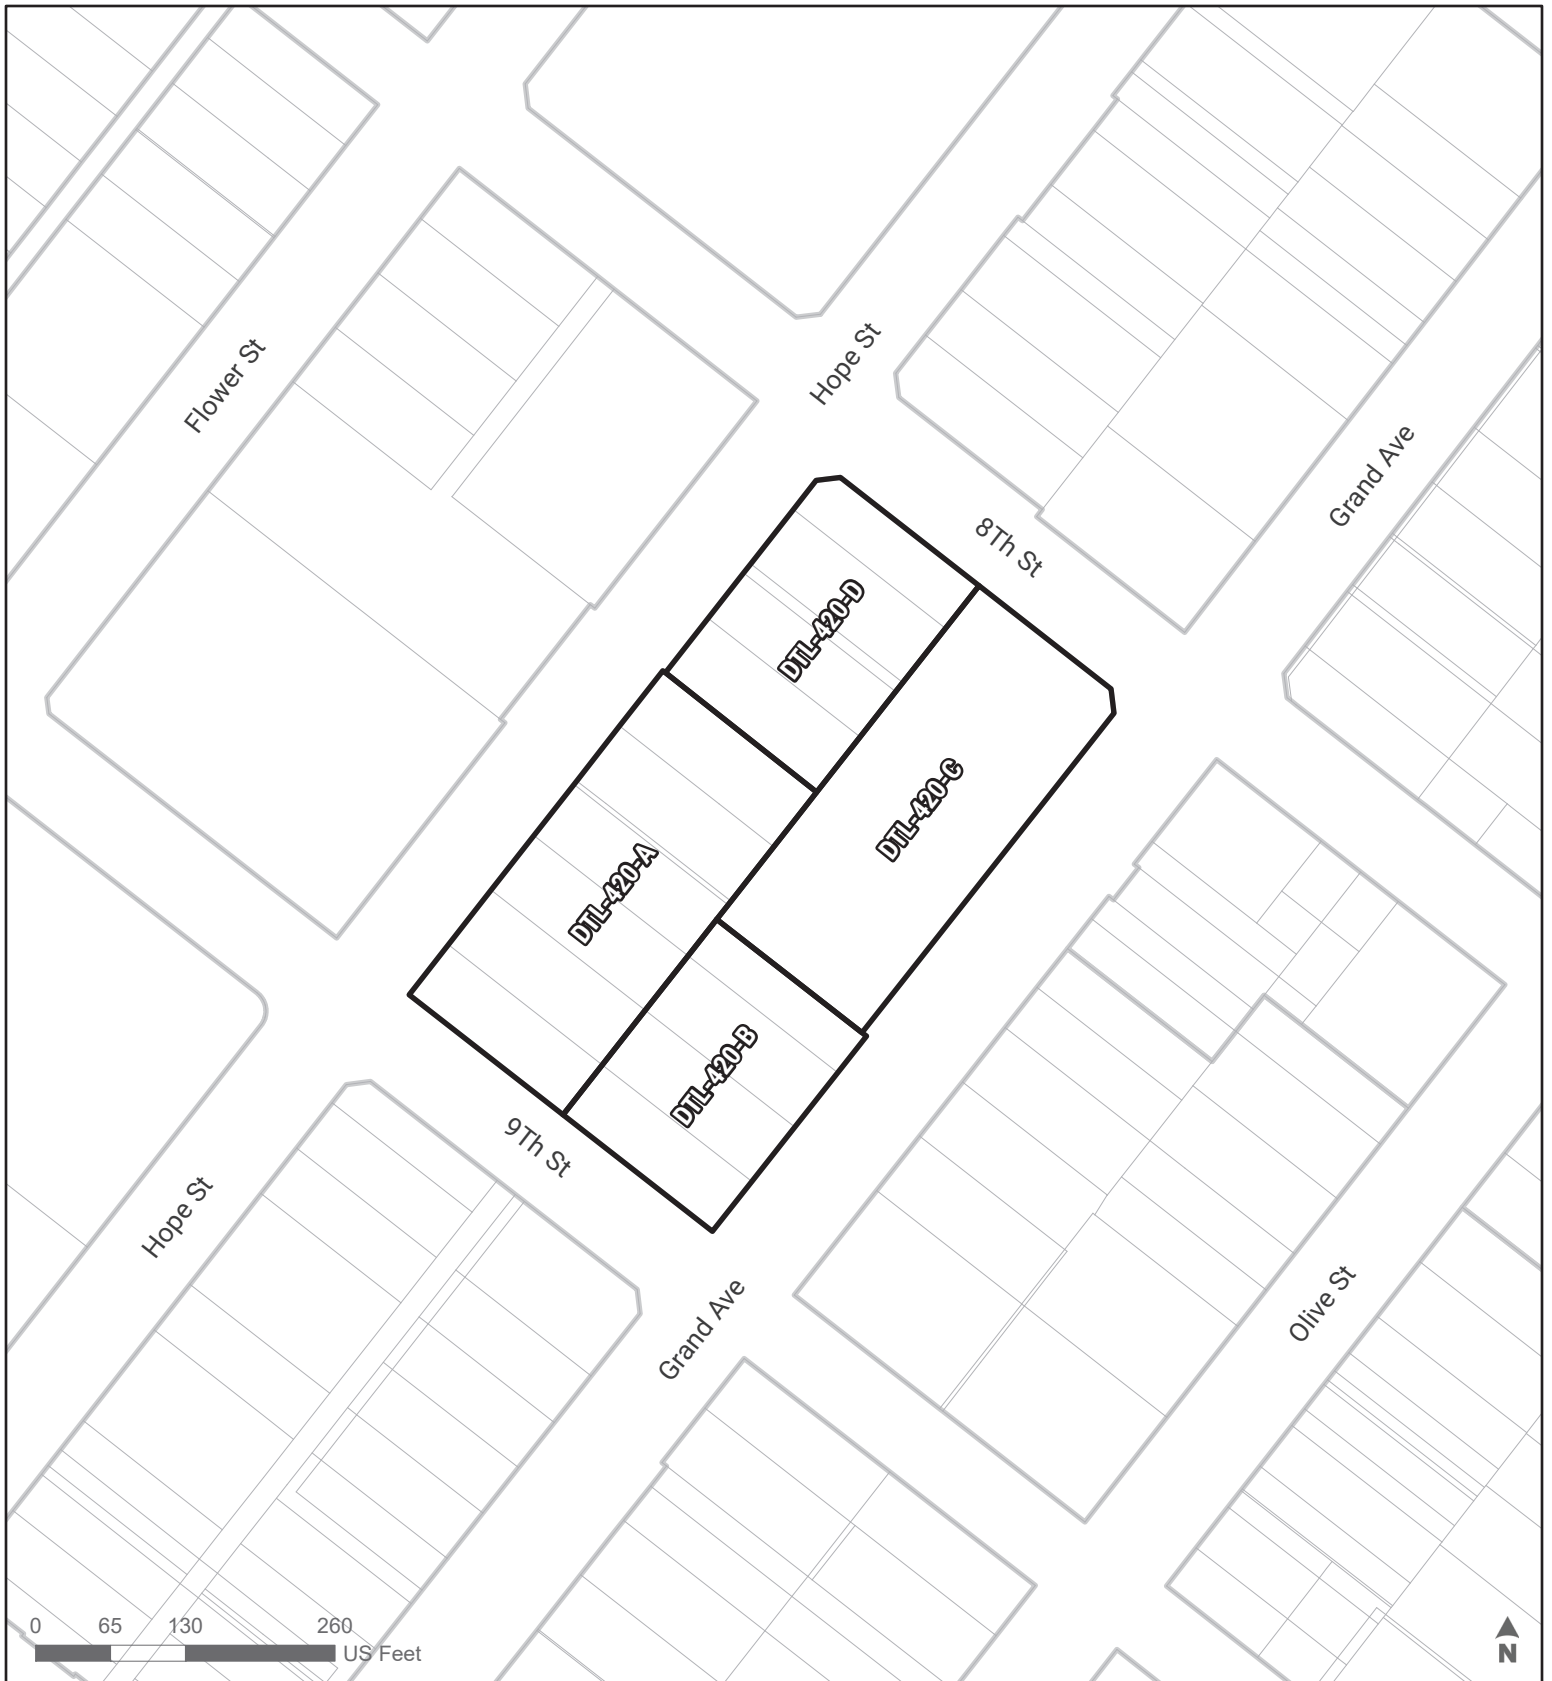 Flower St
Hope St
Grand Ave
8Th St
DTL-420-D
DTL-420-C
DTL-420-A
DTL-420-B
9Th St
Hope St
Grand Ave
Olive St
0 65 130 260
US Feet
N